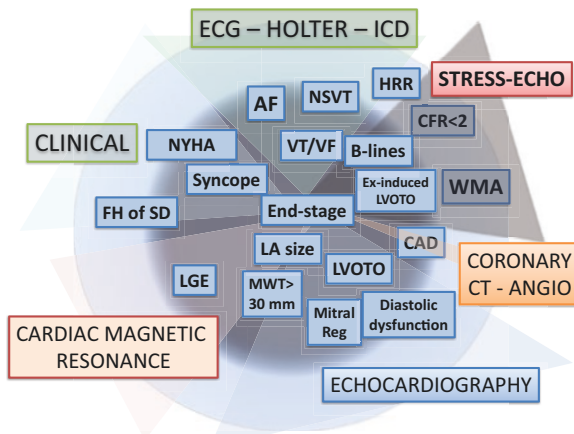 ECG – HOLTER – ICD
STRESS-ECHO
HRR
NSVT
AF
CFR<2
CLINICAL
NYHA
VT/VF
B-lines
Syncope
Ex-induced
LVOTO
WMA
FH of SD
End-stage
CAD
LA size
LVOTO
CORONARY
CT - ANGIO
LGE
MWT>
30 mm
Mitral
Reg
Diastolic
dysfunction
CARDIAC MAGNETIC
RESONANCE
ECHOCARDIOGRAPHY